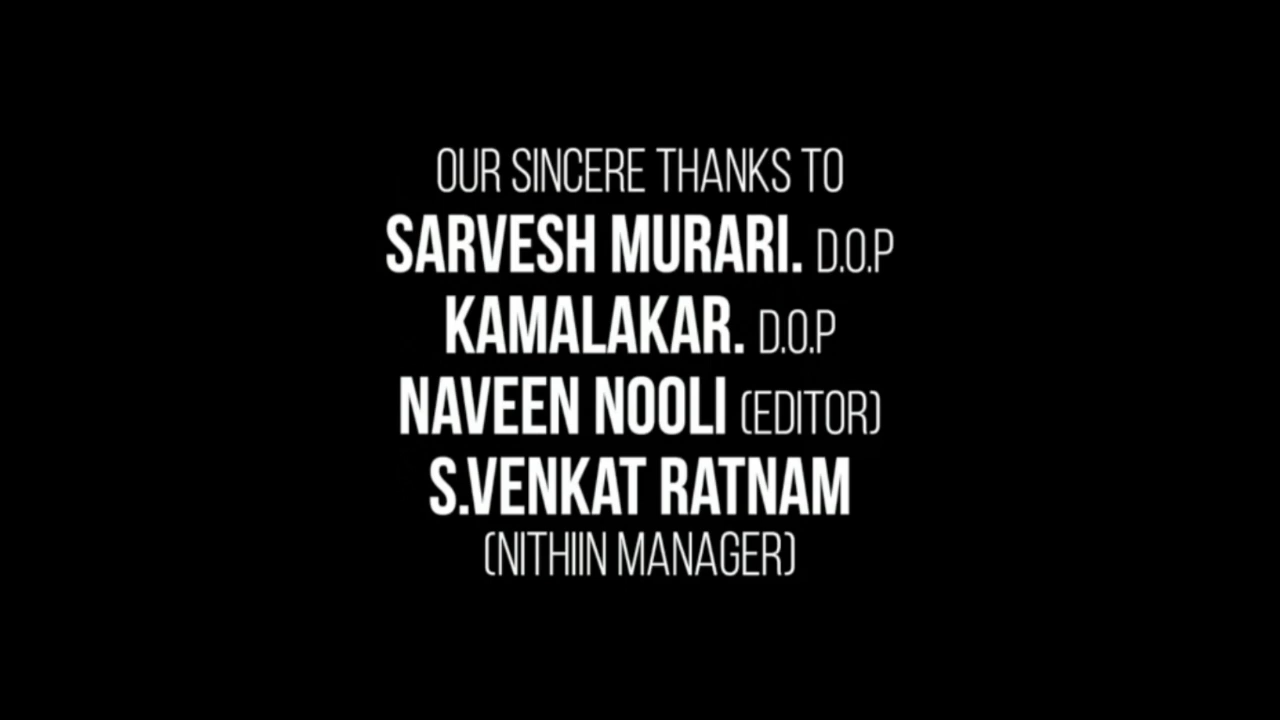 OUR SINCERE THANKS TO
SARVESH MURARI. D.O.P
KAMALAKAR. D.O.P
NAVEEN NOOLI (EDITOR)
S.VENKAT RATNAM
(NITHIIN MANAGER)